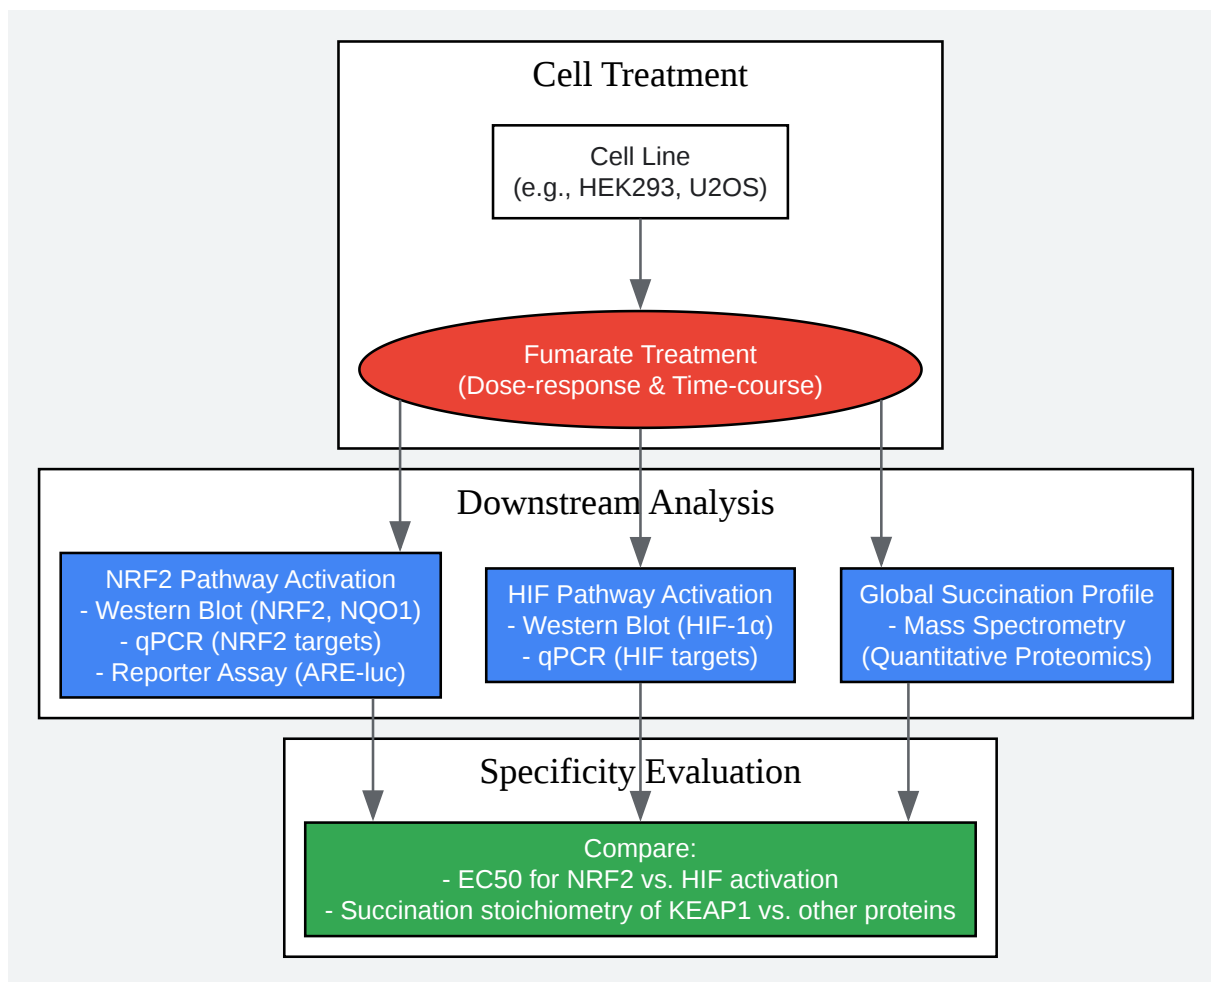 Cell Treatment
Cell Line
(e.g., HEK293, U2OS)
Fumarate Treatment
(Dose-response & Time-course)
Downstream Analysis
NRF2 Pathway Activation
- Western Blot (NRF2, NQO1)
- qPCR (NRF2 targets)
- Reporter Assay (ARE-luc)
HIF Pathway Activation
- Western Blot (HIF-1α)
- qPCR (HIF targets)
Global Succination Profile
- Mass Spectrometry
(Quantitative Proteomics)
Specificity Evaluation
Compare:
- EC50 for NRF2 vs. HIF activation
- Succination stoichiometry of KEAP1 vs. other proteins